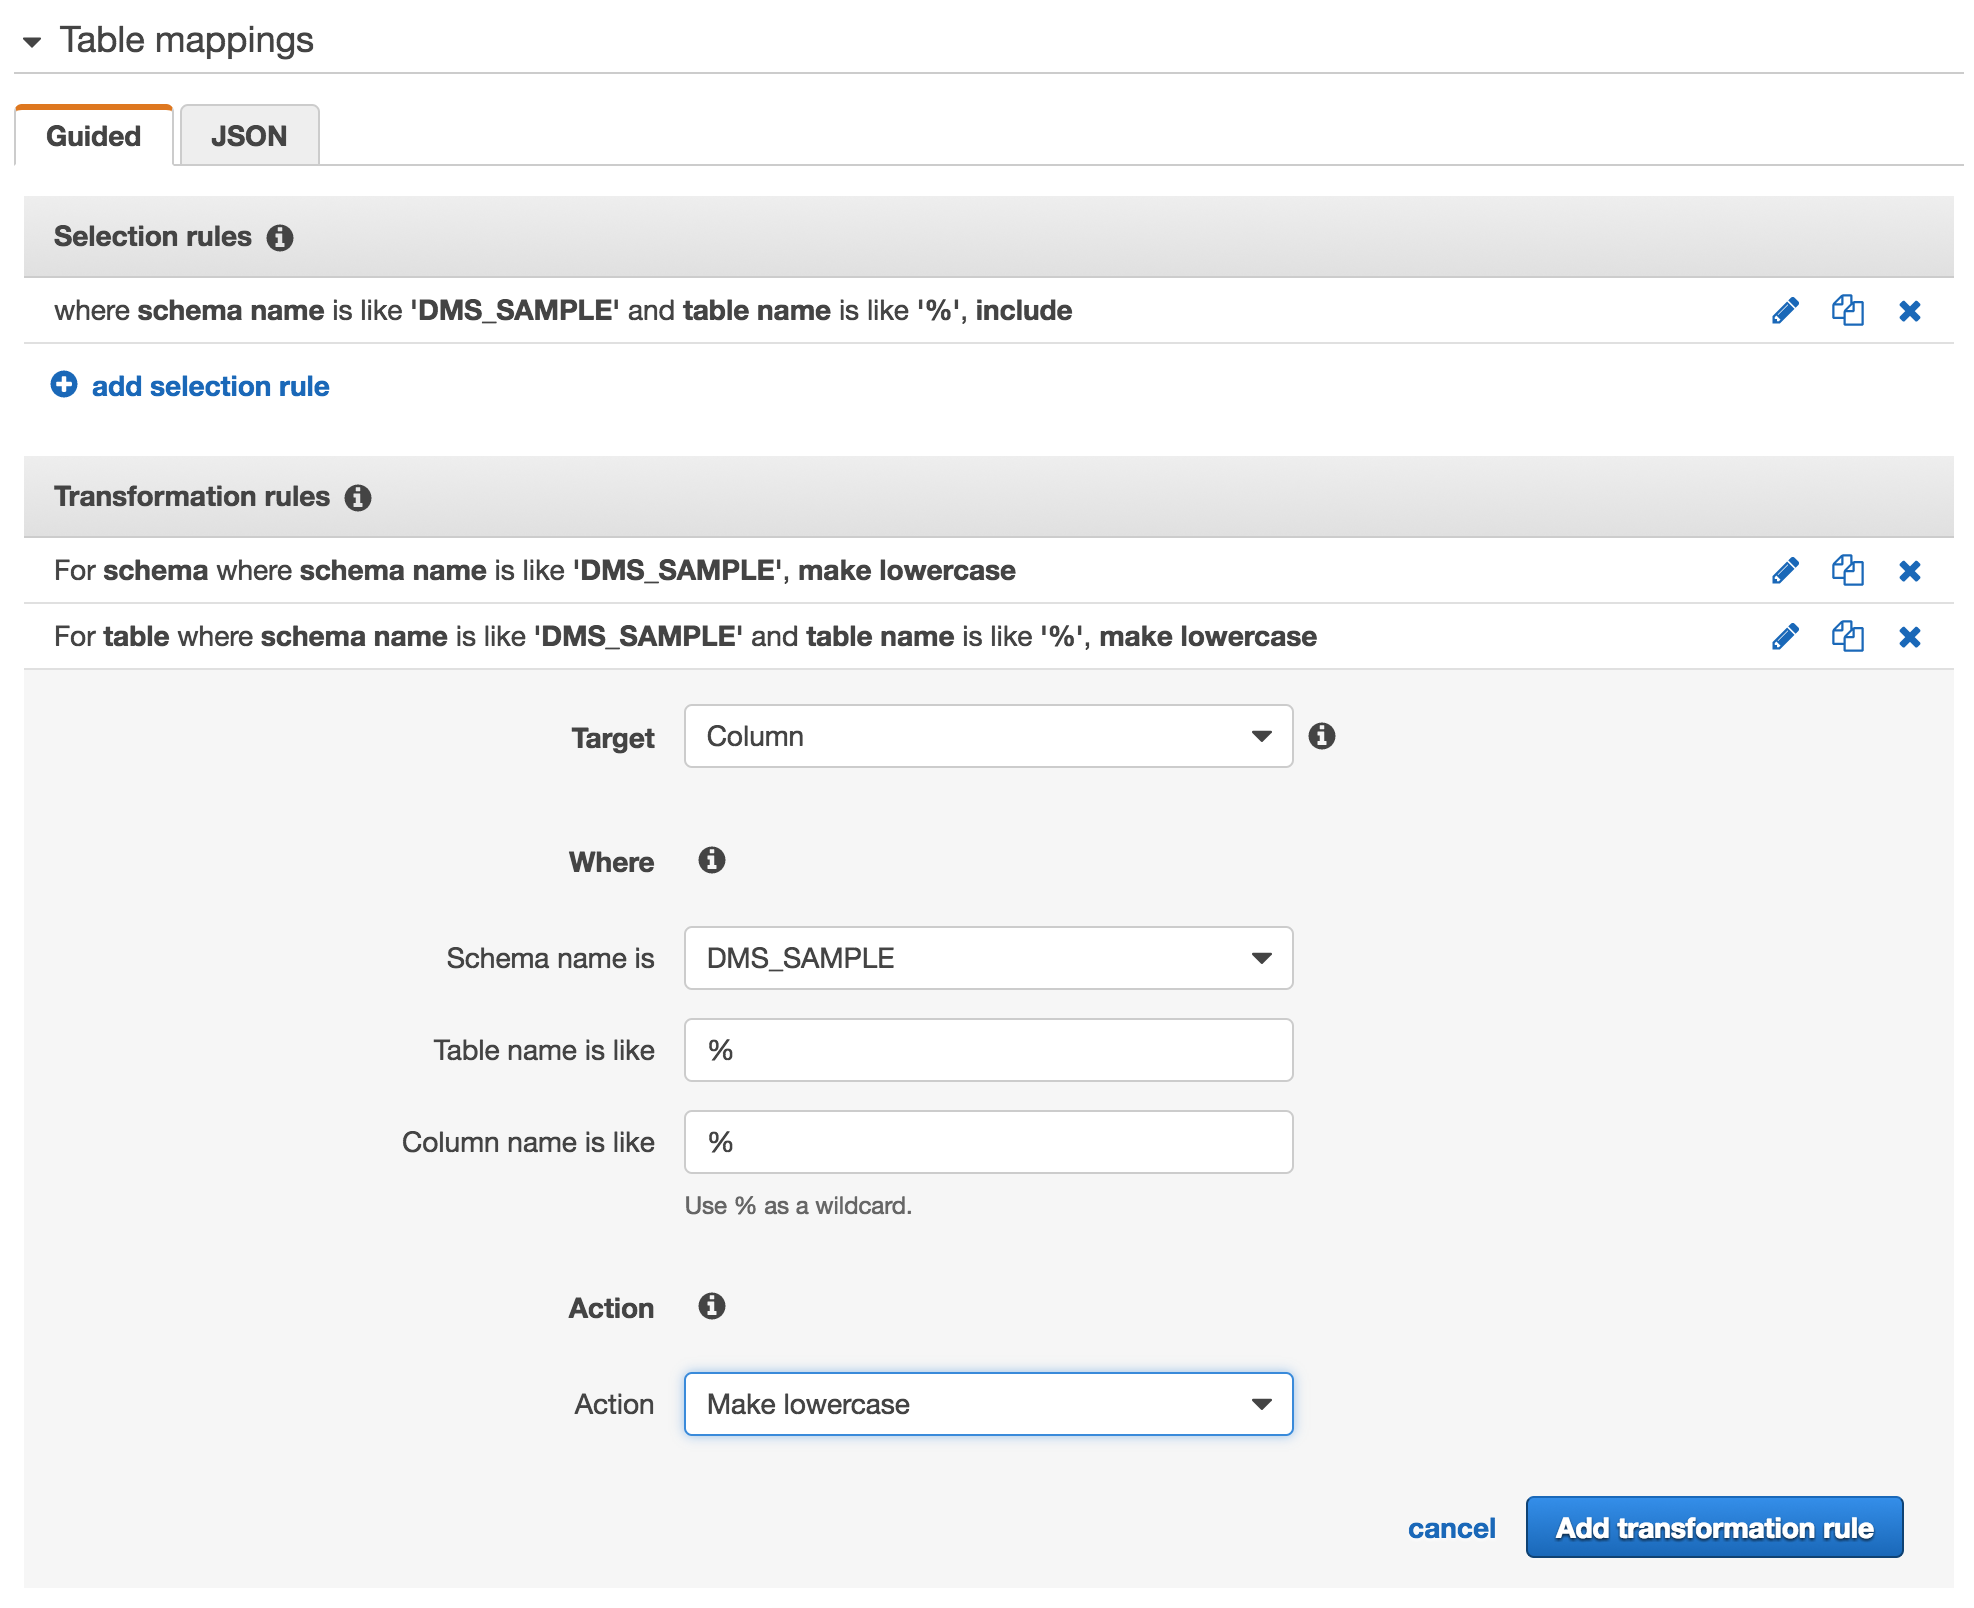 Table mappings
Guided
JSON
Selection rules
where schema name is like 'DMS_SAMPLE' and table name is like '%', include
add selection rule
Transformation rules
For schema where schema name is like 'DMS_SAMPLE', make lowercase
For table where schema name is like 'DMS_SAMPLE' and table name is like '%', make lowercase
Target
Column
Where
Schema name is
DMS_SAMPLE
Table name is like
%
Column name is like
%
Use % as a wildcard.
Action
Action
Make lowercase
cancel
Add transformation rule